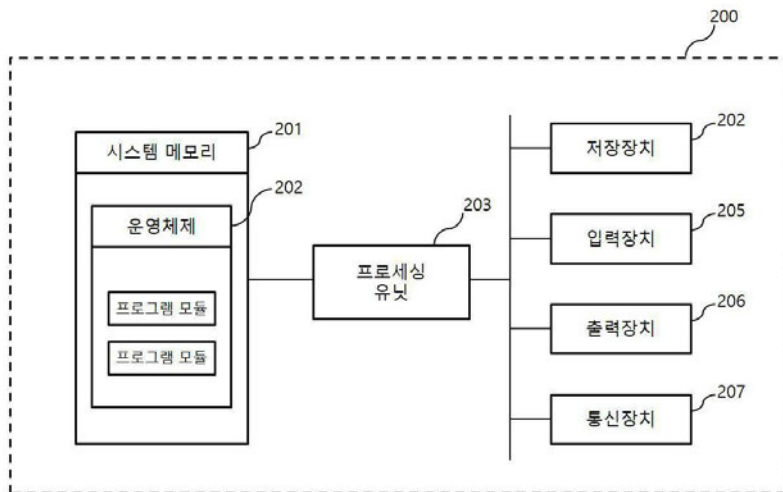 200
시스템 메모리
201
운영체제
202
프로그램 모듈
프로그램 모듈
203
프로세싱
유닛
저장장치
202
입력장치
205
출력장치
206
통신장치
207